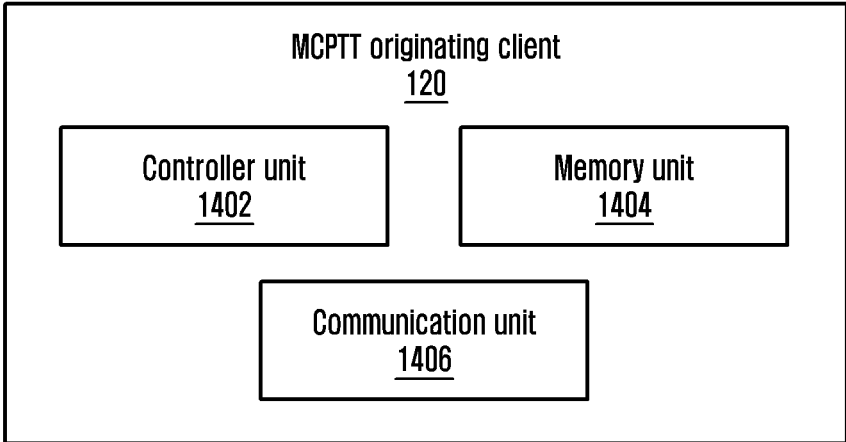 MCPTT originating client
120
Controller unit
1402
Memory unit
1404
Communication unit
1406